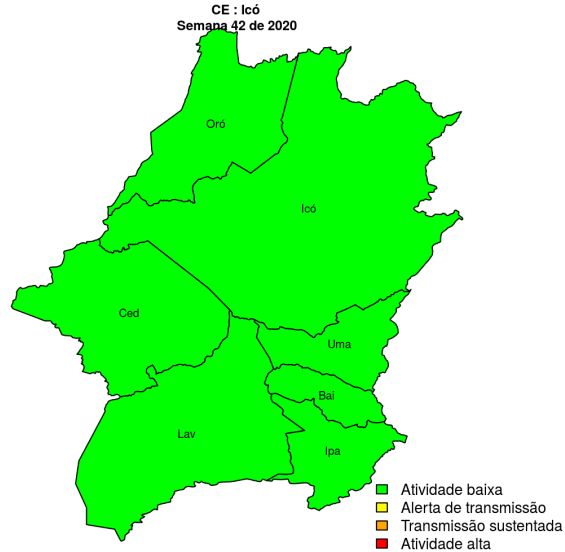 CE : Icó
Semana 42 de 2020
Oró
Icó
Ced
Uma
Bai
Lav
Ipa
Atividade baixa
Alerta de transmissão
Transmissão sustentada
Atividade alta